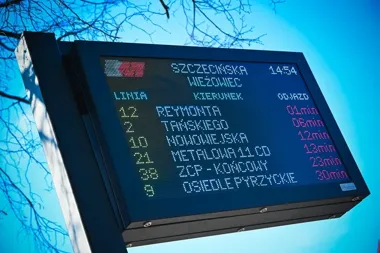 SZCZECIŃSKA 14:54
WIEŻOWIEC
LINIA KIERUNEK ODJAZD
12 REYMONTA 01min
2 TAŃSKIEGO 06min
10 NOWOWIEJSKA 12min
21 METALOWA 11.CD 13min
38 ZCP-KOŃCOWY 23min
9 OSIEDLE PYRZYCKIE 30min